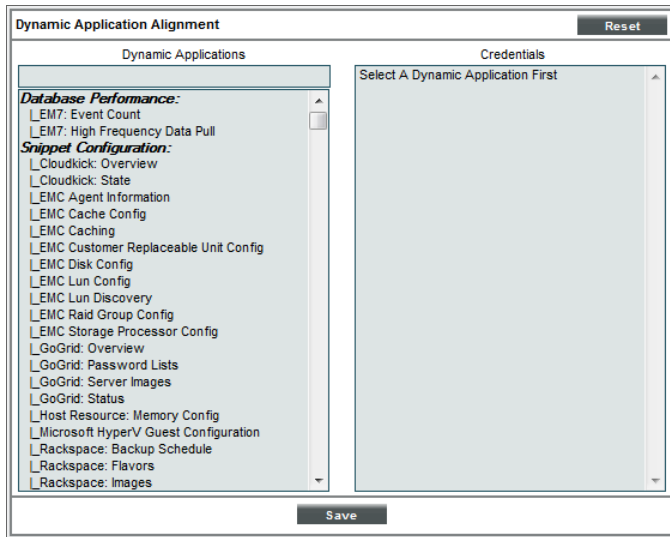 Dynamic Application Alignment
Reset
Dynamic Applications
Database Performance:
|_EM7: Event Count
|_EM7: High Frequency Data Pull
Snippet Configuration:
|_Cloudkick: Overview
|_Cloudkick: State
|_EMC Agent Information
|_EMC Cache Config
|_EMC Caching
|_EMC Customer Replaceable Unit Config
|_EMC Disk Config
|_EMC Lun Config
|_EMC Lun Discovery
|_EMC Raid Group Config
|_EMC Storage Processor Config
|_GoGrid: Overview
|_GoGrid: Password Lists
|_GoGrid: Server Images
|_GoGrid: Status
|_Host Resource: Memory Config
|_Microsoft HyperV Guest Configuration
|_Rackspace: Backup Schedule
|_Rackspace: Flavors
|_Rackspace: Images
Credentials
Select A Dynamic Application First
Save